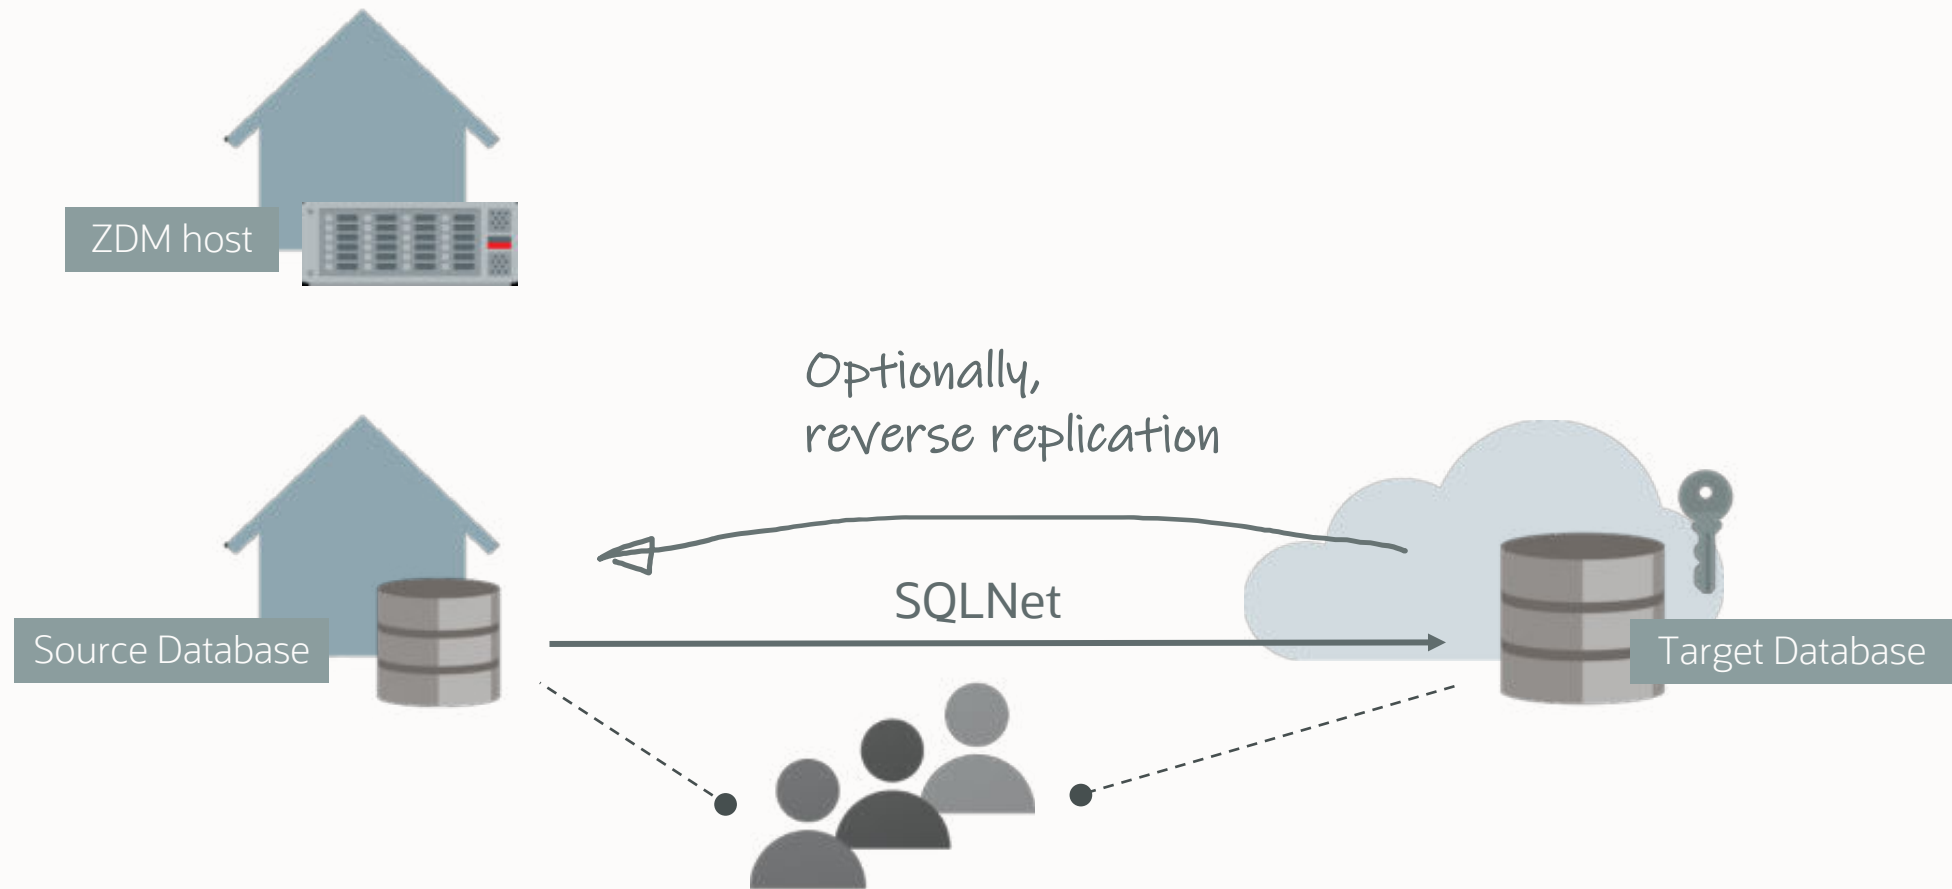 ZDM host
Optionally,
reverse replication
SQLNet
Source Database
Target Database